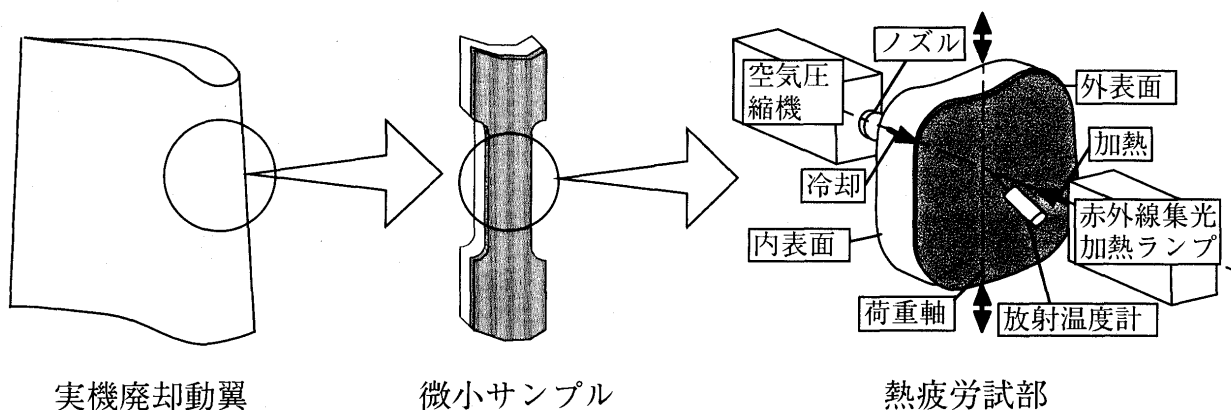 ノズル
空気圧
縮機
外表面
加熱
冷却
赤外線集光
加熱ランプ
内表面
荷重軸
放射温度計
実機廃却動翼
微小サンプル
熱疲労試部